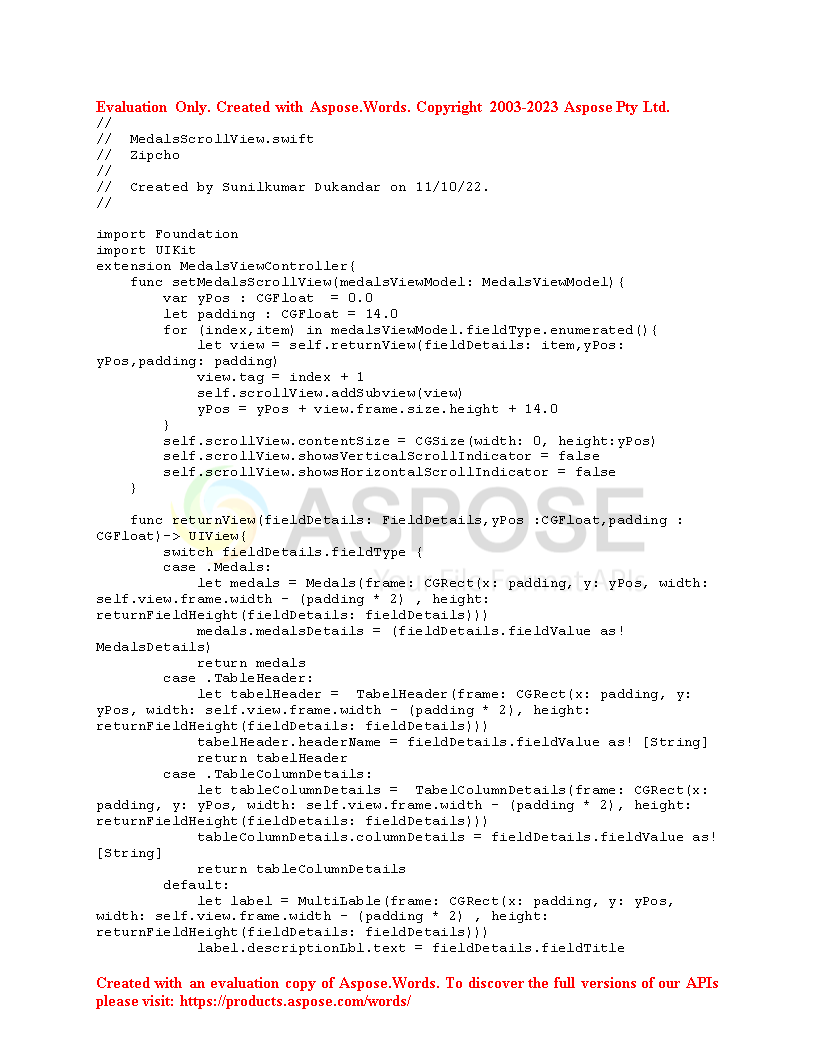 Evaluation Only. Created with Aspose.Words. Copyright 2003-2023 Aspose Pty Ltd.
//
//  MedalsScrollView.swift
//  Zipcho
//
//  Created by Sunilkumar Dukandar on 11/10/22.
//

import Foundation
import UIKit
extension MedalsViewController{
    func setMedalsScrollView(medalsViewModel: MedalsViewModel){
        var yPos : CGFloat  = 0.0
        let padding : CGFloat = 14.0
        for (index,item) in medalsViewModel.fieldType.enumerated(){
            let view = self.returnView(fieldDetails: item,yPos:
yPos,padding: padding)
            view.tag = index + 1
            self.scrollView.addSubview(view)
            yPos = yPos + view.frame.size.height + 14.0
        }
        self.scrollView.contentSize = CGSize(width: 0, height:yPos)
        self.scrollView.showsVerticalScrollIndicator = false
        self.scrollView.showsHorizontalScrollIndicator = false
    }
ASPOSE
    func returnView(fieldDetails: FieldDetails,yPos :CGFloat,padding :
CGFloat)-> UIView{
        switch fieldDetails.fieldType {
        case .Medals:
Your File Format APIs
            let medals = Medals(frame: CGRect(x: padding, y: yPos, width:
self.view.frame.width - (padding * 2) , height:
returnFieldHeight(fieldDetails: fieldDetails)))
            medals.medalsDetails = (fieldDetails.fieldValue as!
MedalsDetails)
            return medals
        case .TableHeader:
            let tabelHeader =  TabelHeader(frame: CGRect(x: padding, y:
yPos, width: self.view.frame.width - (padding * 2), height:
returnFieldHeight(fieldDetails: fieldDetails)))
            tabelHeader.headerName = fieldDetails.fieldValue as! [String]
            return tabelHeader
        case .TableColumnDetails:
            let tableColumnDetails =  TabelColumnDetails(frame: CGRect(x:
padding, y: yPos, width: self.view.frame.width - (padding * 2), height:
returnFieldHeight(fieldDetails: fieldDetails)))
            tableColumnDetails.columnDetails = fieldDetails.fieldValue as!
[String]
            return tableColumnDetails
        default:
            let label = MultiLable(frame: CGRect(x: padding, y: yPos,
width: self.view.frame.width - (padding * 2) , height:
returnFieldHeight(fieldDetails: fieldDetails)))
            label.descriptionLbl.text = fieldDetails.fieldTitle
Created with an evaluation copy of Aspose.Words. To discover the full versions of our APIs
please visit: https://products.aspose.com/words/